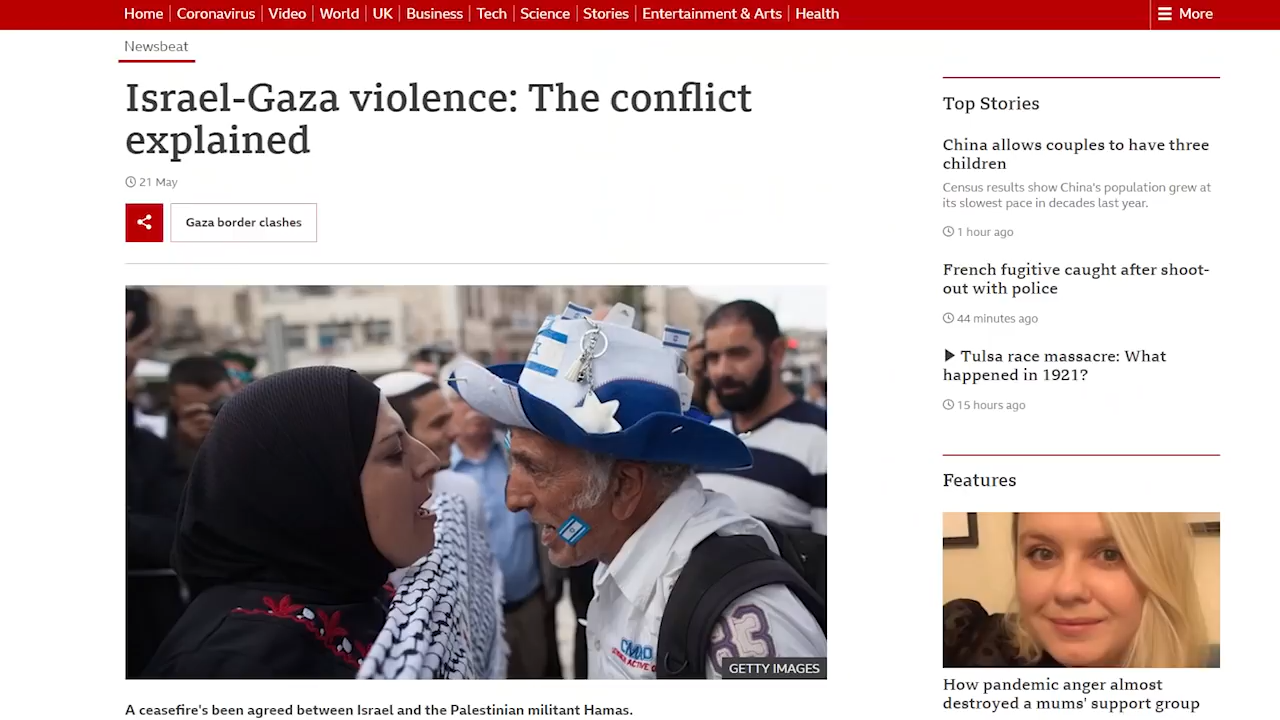 Home Coronavirus Video World UK Business Tech Science Stories Entertainment & Arts Health More
Newsbeat
Israel-Gaza violence: The conflict
explained
21 May
Gaza border clashes
GETTY IMAGES
A ceasefire's been agreed between Israel and the Palestinian militant Hamas.
Top Stories
China allows couples to have three
children
Census results show China's population grew at
its slowest pace in decades last year.
1 hour ago
French fugitive caught after shoot-
out with police
44 minutes ago
Tulsa race massacre: What
happened in 1921?
15 hours ago
Features
How pandemic anger almost
destroyed a mums' support group